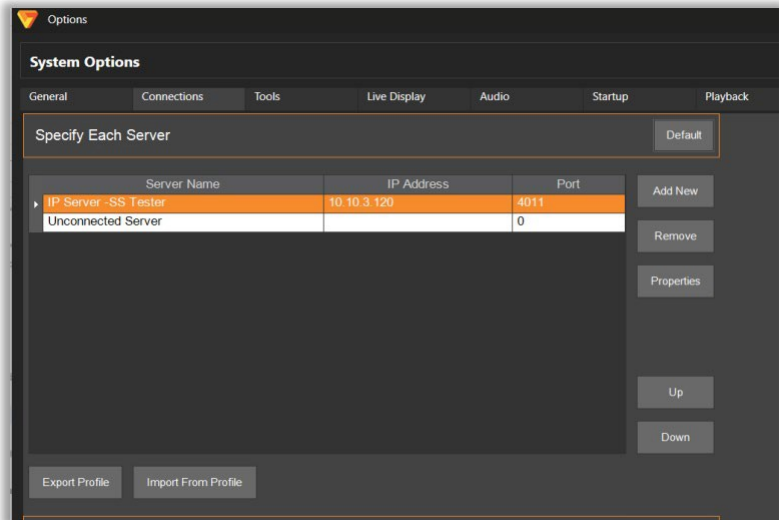 Options
System Options
General Connections Tools Live Display Audio Startup Playback
Specify Each Server Default
Server Name IP Address Port
IP Server -SS Tester 10.10.3.120 4011
Unconnected Server 0
Add New
Remove
Properties
Up
Down
Export Profile Import From Profile